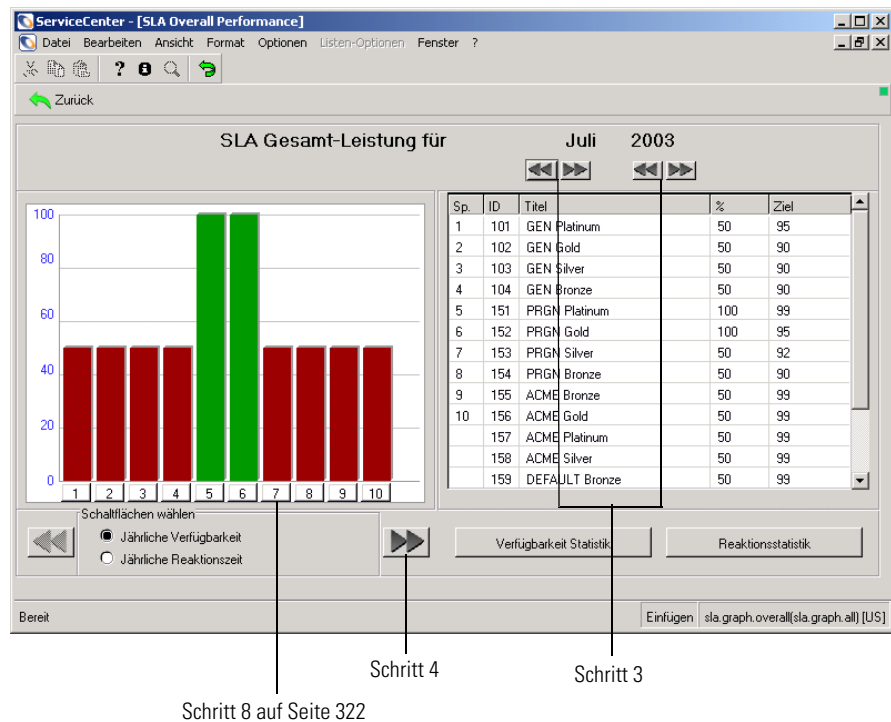 ServiceCenter - [SLA Overall Performance]
Datei Bearbeiten Ansicht Format Optionen Listen-Optionen Fenster ?
Zurück
SLA Gesamt-Leistung für Juli 2003
100
80
60
40
20
0
1 2 3 4 5 6 7 8 9 10
Sp. ID Titel % Ziel
1 101 GEN Platinum 50 95
2 102 GEN Gold 50 90
3 103 GEN Silver 50 90
4 104 GEN Bronze 50 90
5 151 PRGN Platinum 100 99
6 152 PRGN Gold 100 95
7 153 PRGN Silver 50 92
8 154 PRGN Bronze 50 90
9 155 ACME Bronze 50 99
10 156 ACME Gold 50 99
157 ACME Platinum 50 99
158 ACME Silver 50 99
159 DEFAULT Bronze 50 99
Schaltflächen wählen
Jährliche Verfügbarkeit
Jährliche Reaktionszeit
Verfügbarkeit Statistik
Reaktionsstatistik
Bereit
Einfügen
sla.graph.overall(sla.graph.all) [US]
Schritt 4
Schritt 3
Schritt 8 auf Seite 322